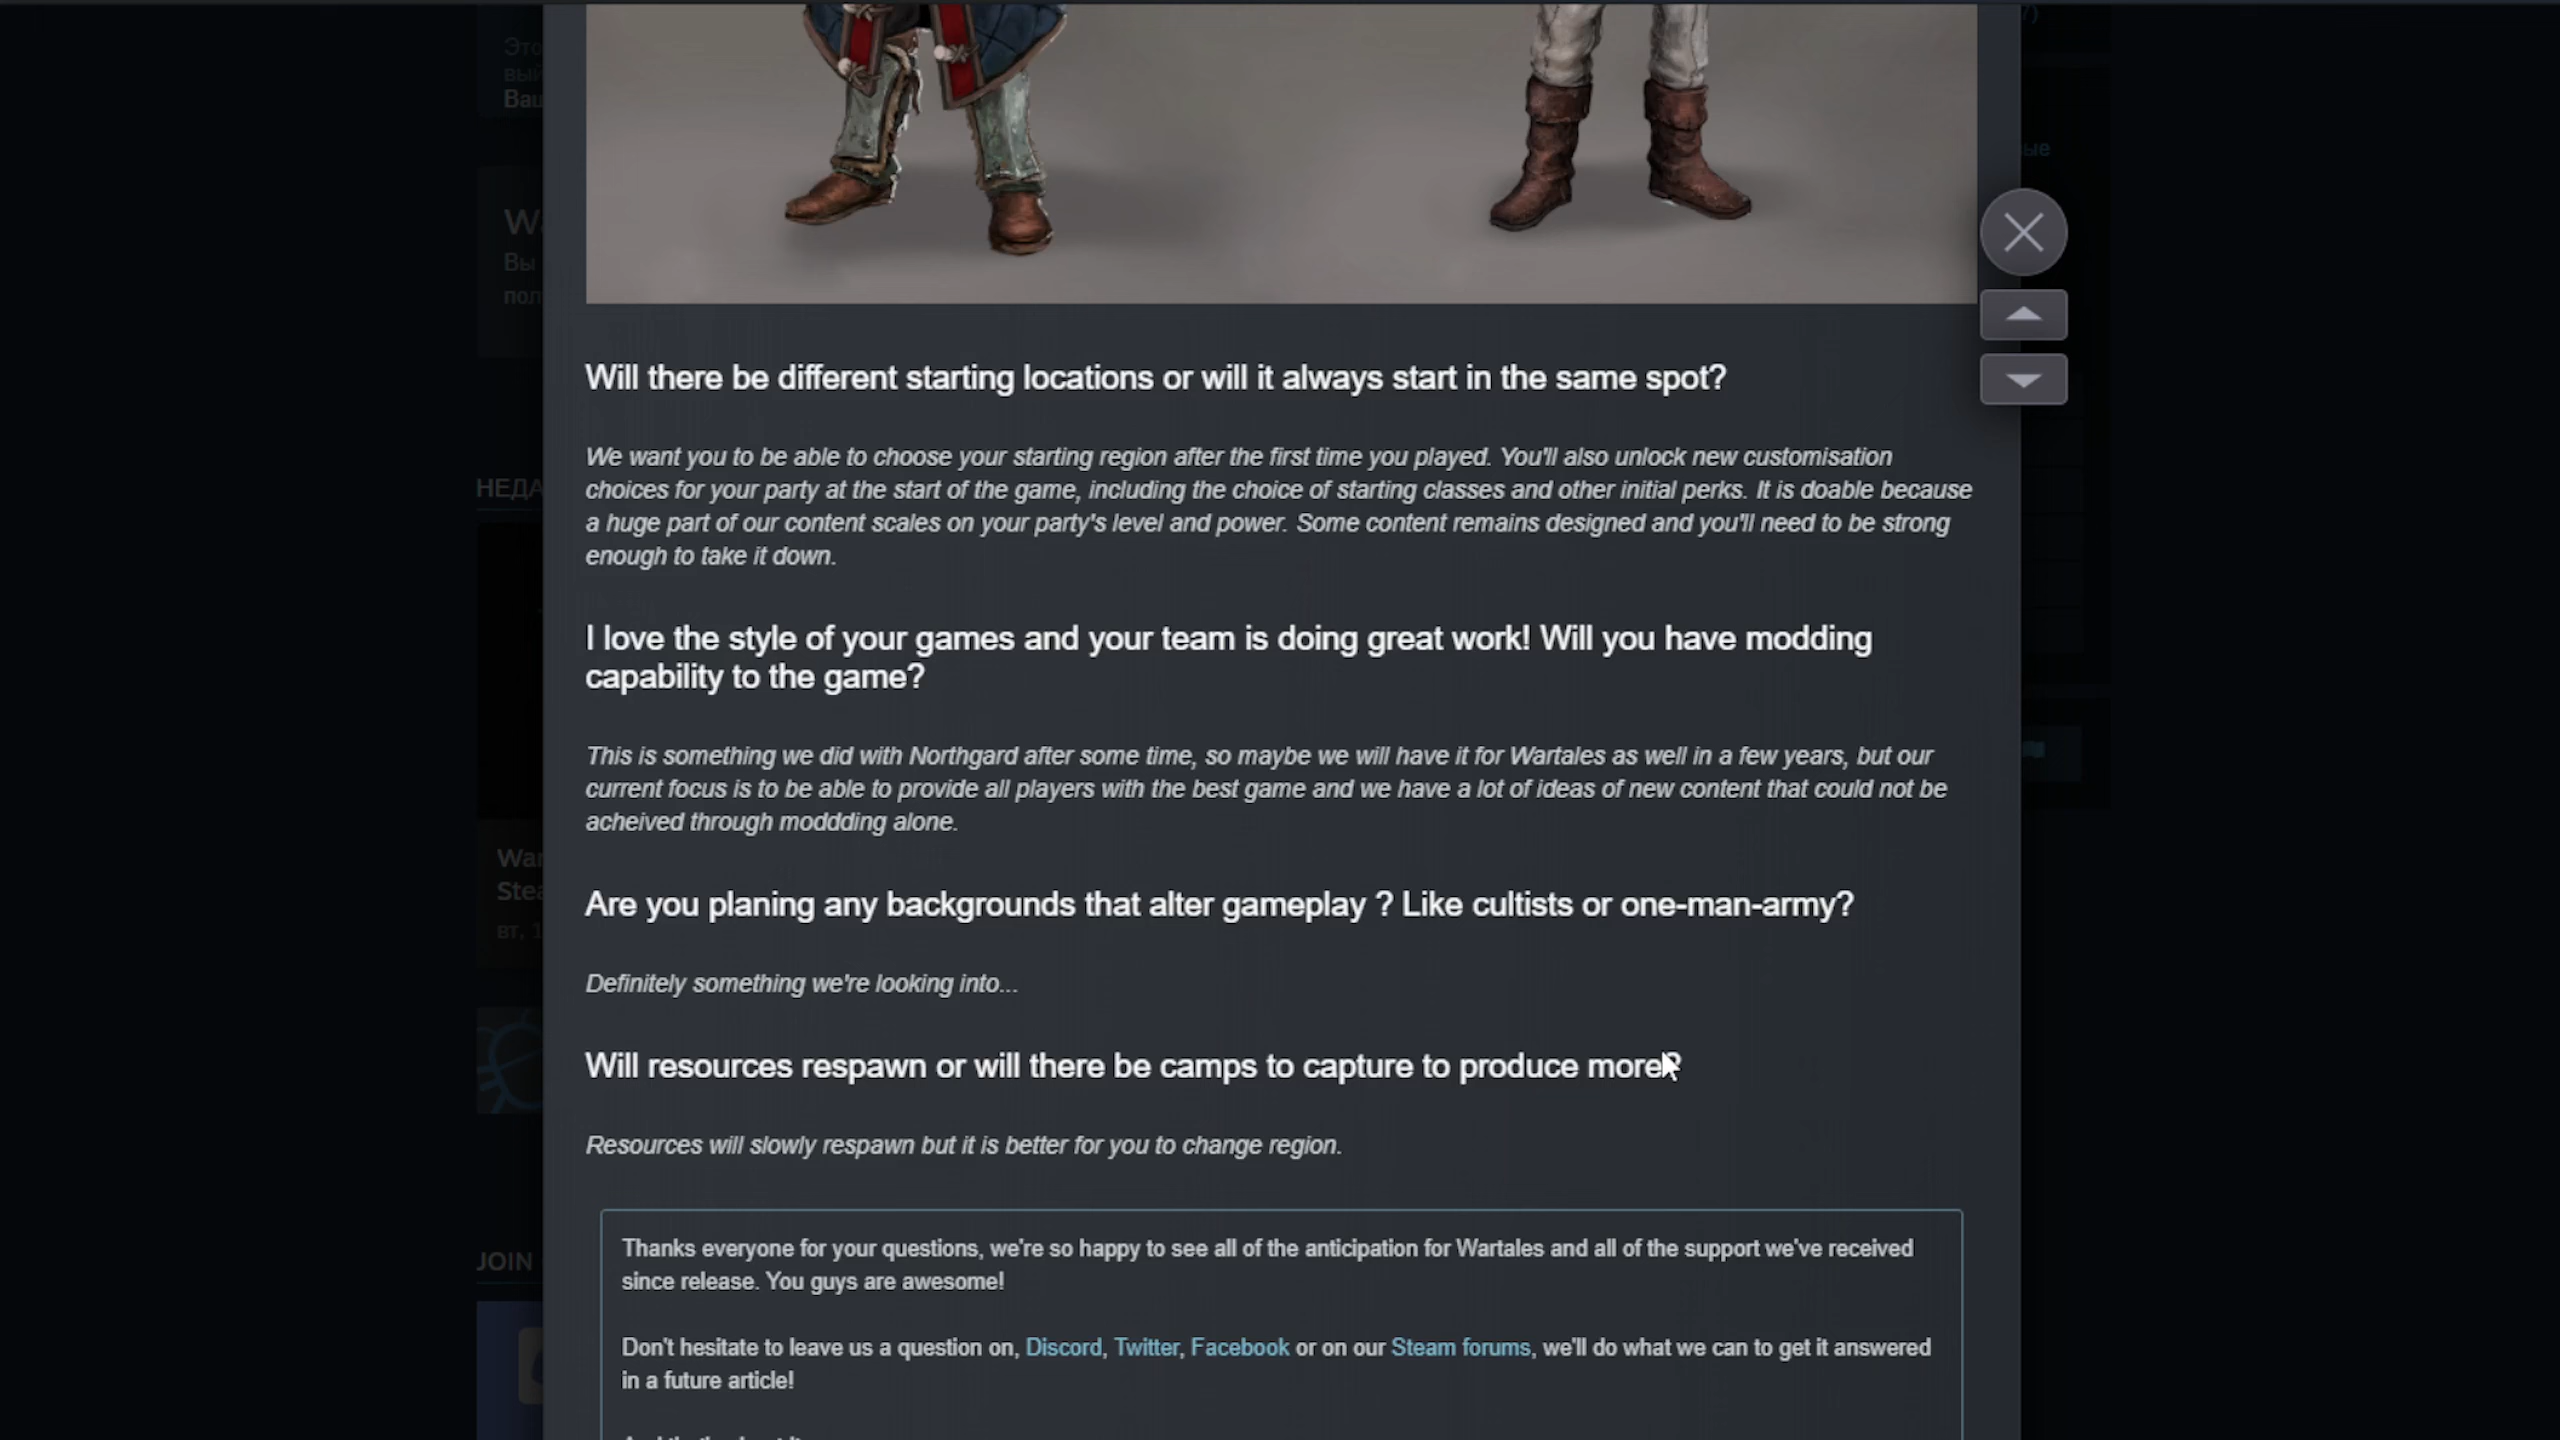 Will there be different starting locations or will it always start in the same spot?
We want you to be able to choose your starting region after the first time you played. You'll also unlock new customisation
choices for your party at the start of the game, including the choice of starting classes and other initial perks. It is doable because
a huge part of our content scales on your party's level and power. Some content remains designed and you'll need to be strong
enough to take it down.
I love the style of your games and your team is doing great work! Will you have modding
capability to the game?
This is something we did with Northgard after some time, so maybe we will have it for Wartales as well in a few years, but our
current focus is to be able to provide all players with the best game and we have a lot of ideas of new content that could not be
acheived through moddding alone.
Are you planing any backgrounds that alter gameplay ? Like cultists or one-man-army?
Definitely something we're looking into...
Will resources respawn or will there be camps to capture to produce more?
Resources will slowly respawn but it is better for you to change region.
Thanks everyone for your questions, we're so happy to see all of the anticipation for Wartales and all of the support we've received
since release. You guys are awesome!
Don't hesitate to leave us a question on, Discord, Twitter, Facebook or on our Steam forums, we'll do what we can to get it answered
in a future article!
Вы
JOIN